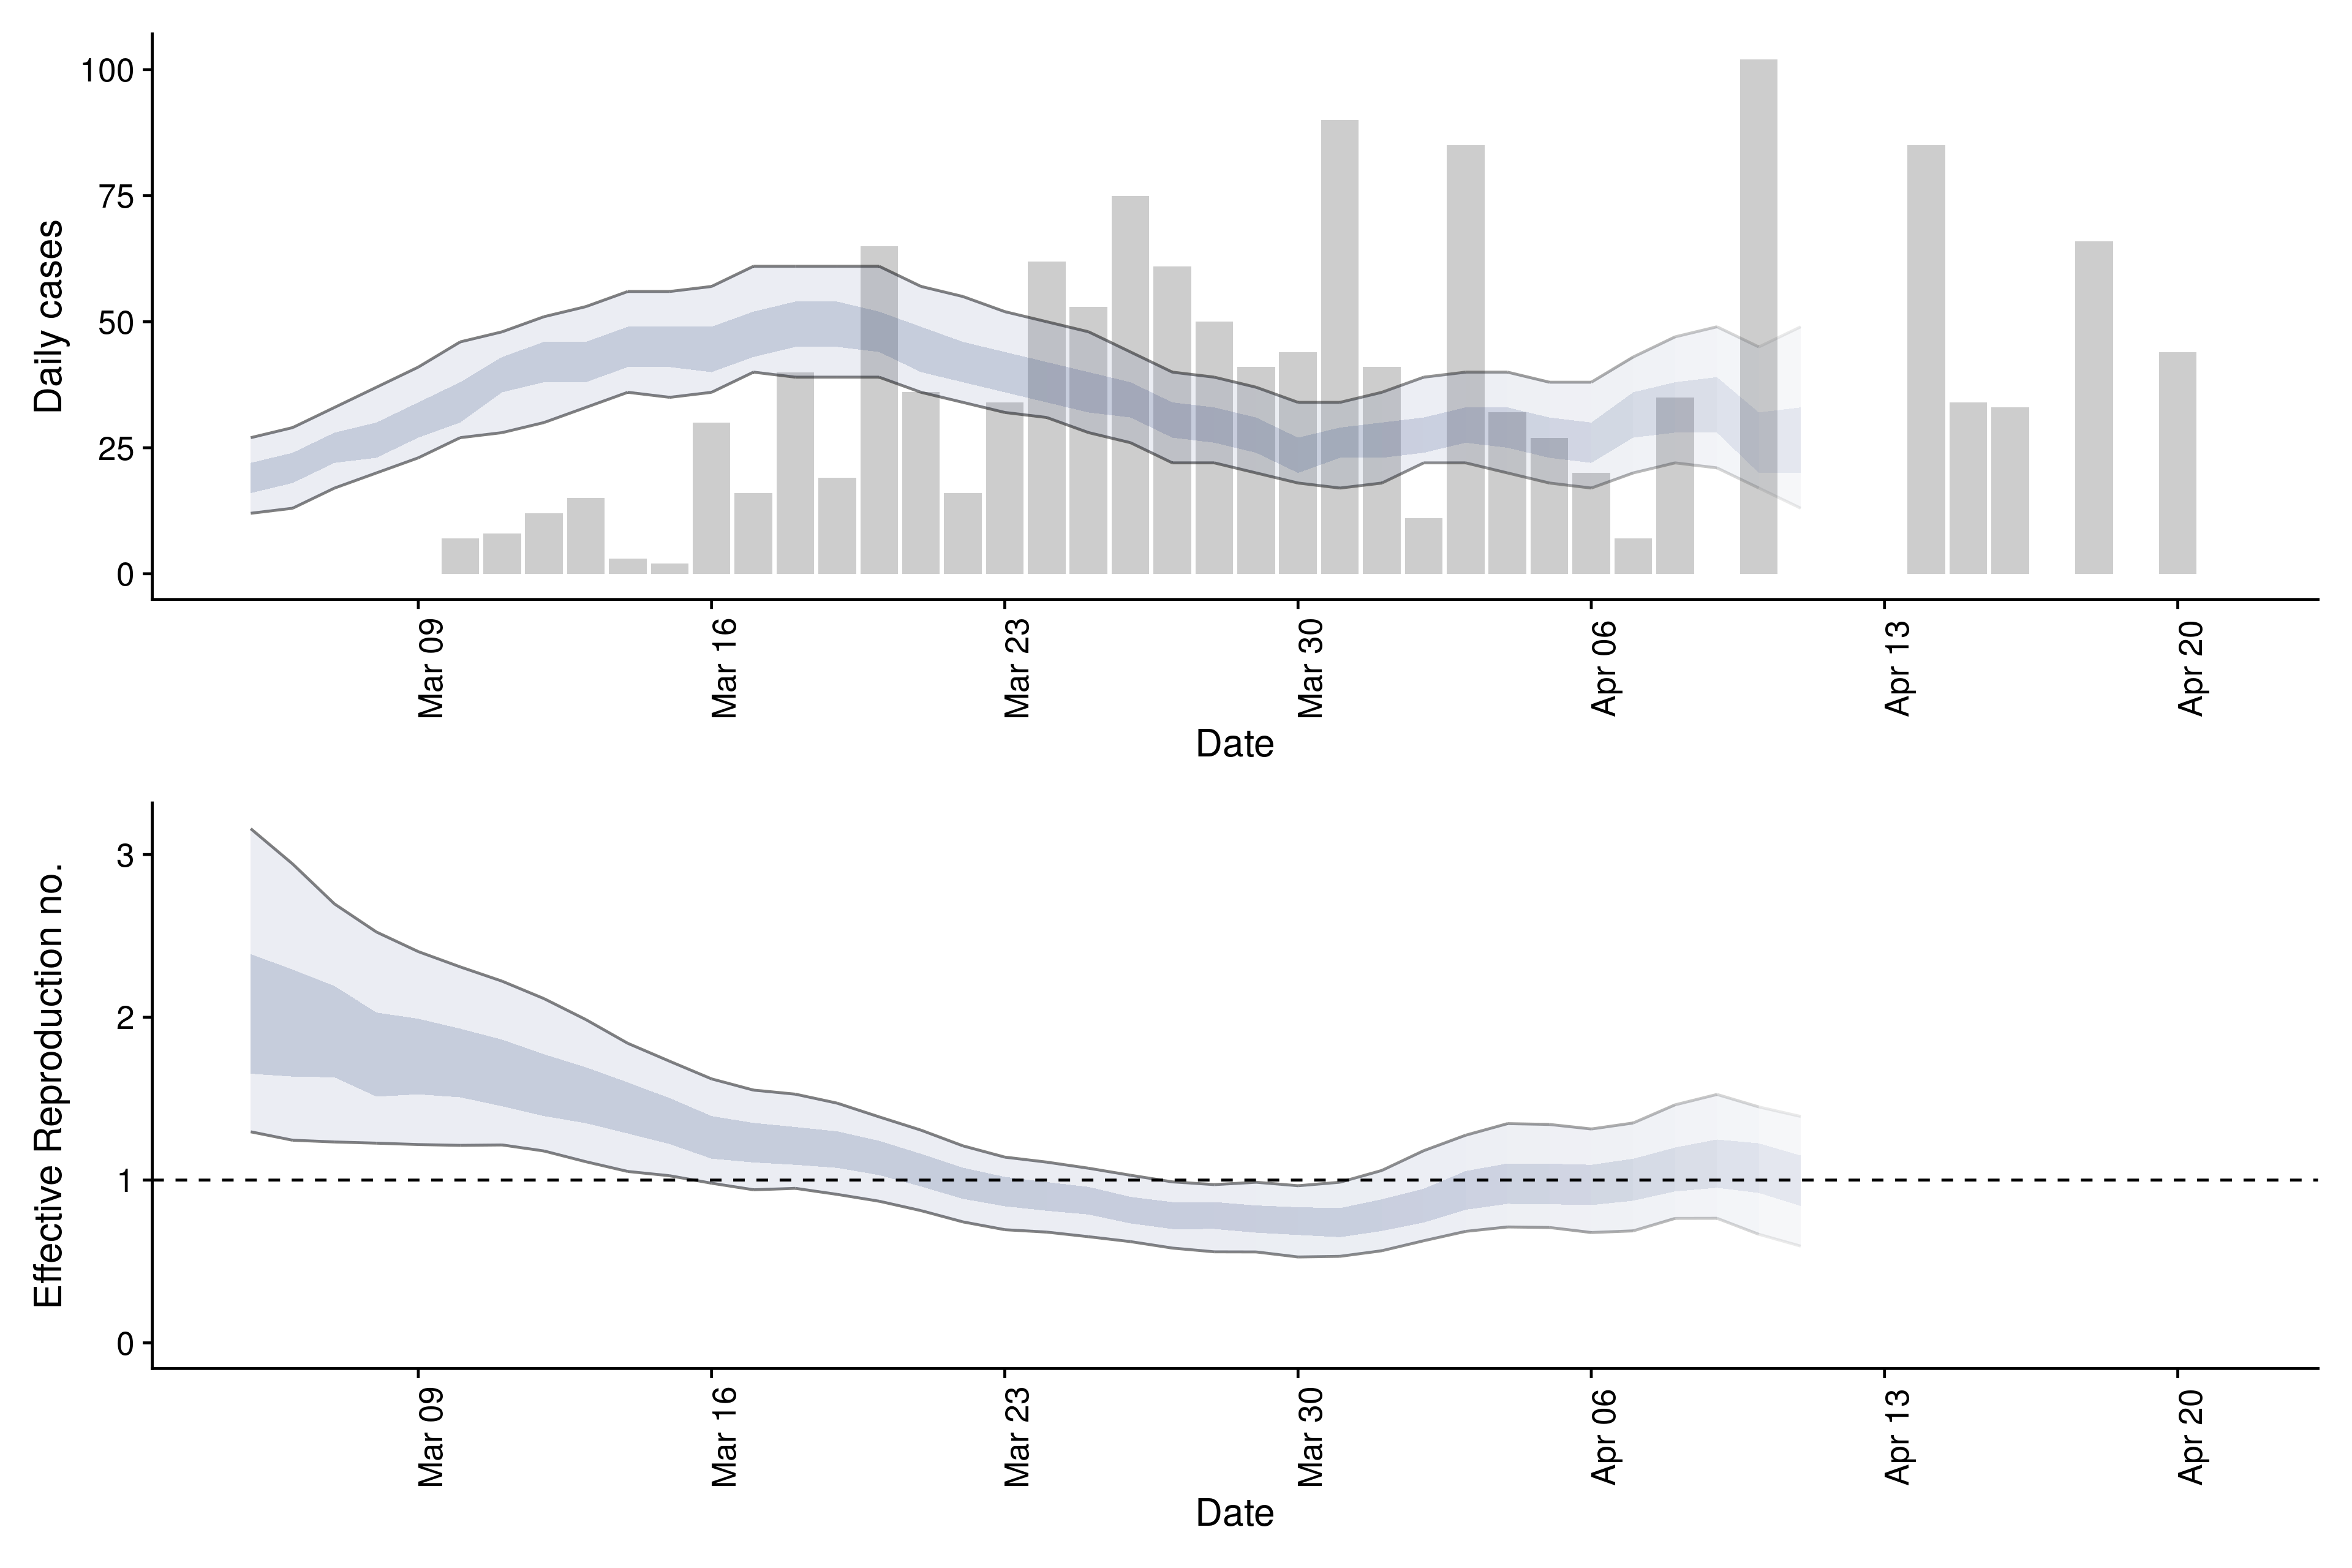 Daily cases
100
75
50
25
0
Mar 09
Mar 16
Mar 23
Mar 30
Apr 06
Apr 13
Apr 20
Date
Effective Reproduction no.
3
2
1
0
Mar 09
Mar 16
Mar 23
Mar 30
Apr 06
Apr 13
Apr 20
Date